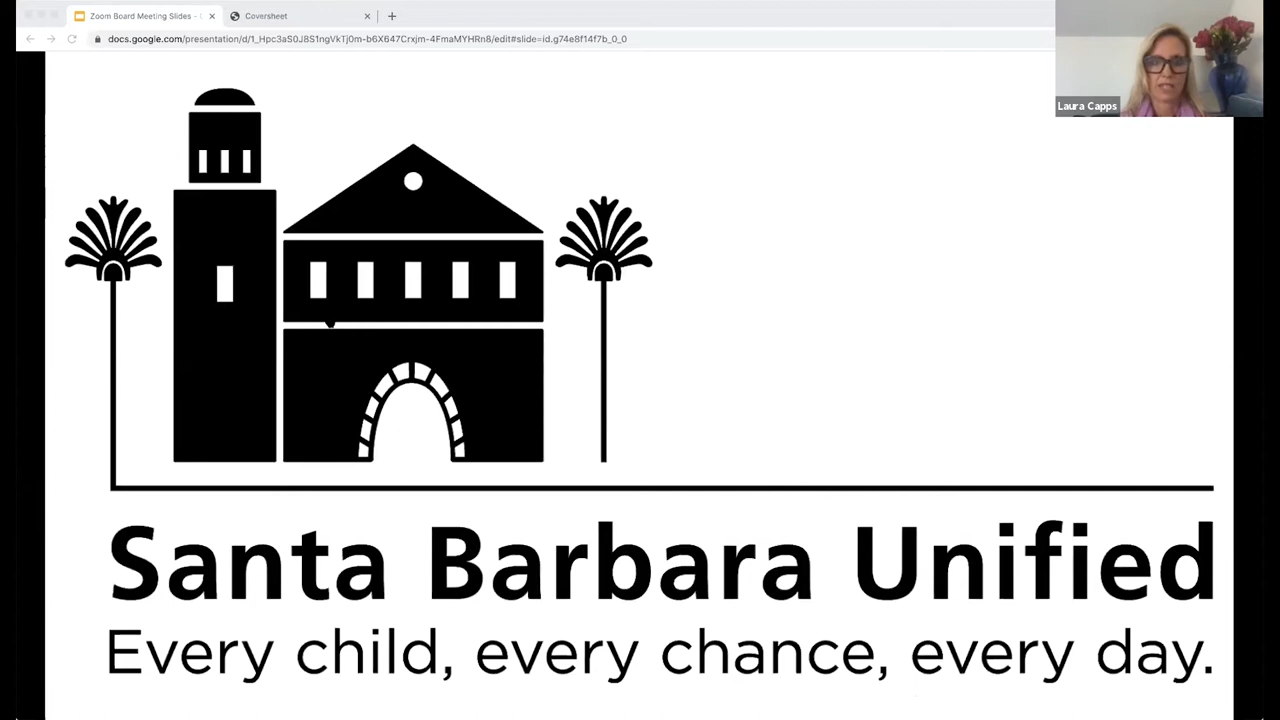 Zoom Board Meeting Slides -
Coversheet
docs.google.com/presentation/d/1_Hpc3aS0J8S1ngVkTj0m-b6X647Crxjm-4FmaMYHRn8/edit#slide=id.g74e8f14f7b_0_0
Laura Capps
Santa Barbara Unified
Every child, every chance, every day.